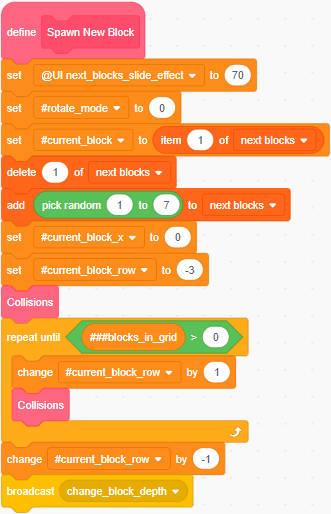 define Spawn New Block
set @UI next_blocks_slide_effect to 70
set #rotate_mode to 0
set #current_block to item 1 of next blocks
delete 1 of next blocks
add pick random 1 to 7 to next blocks
set #current_block_x to 0
set #current_block_row to -3
Collisions
repeat until ###blocks_in_grid > 0
change #current_block_row by 1
Collisions
change #current_block_row by -1
broadcast change_block_depth